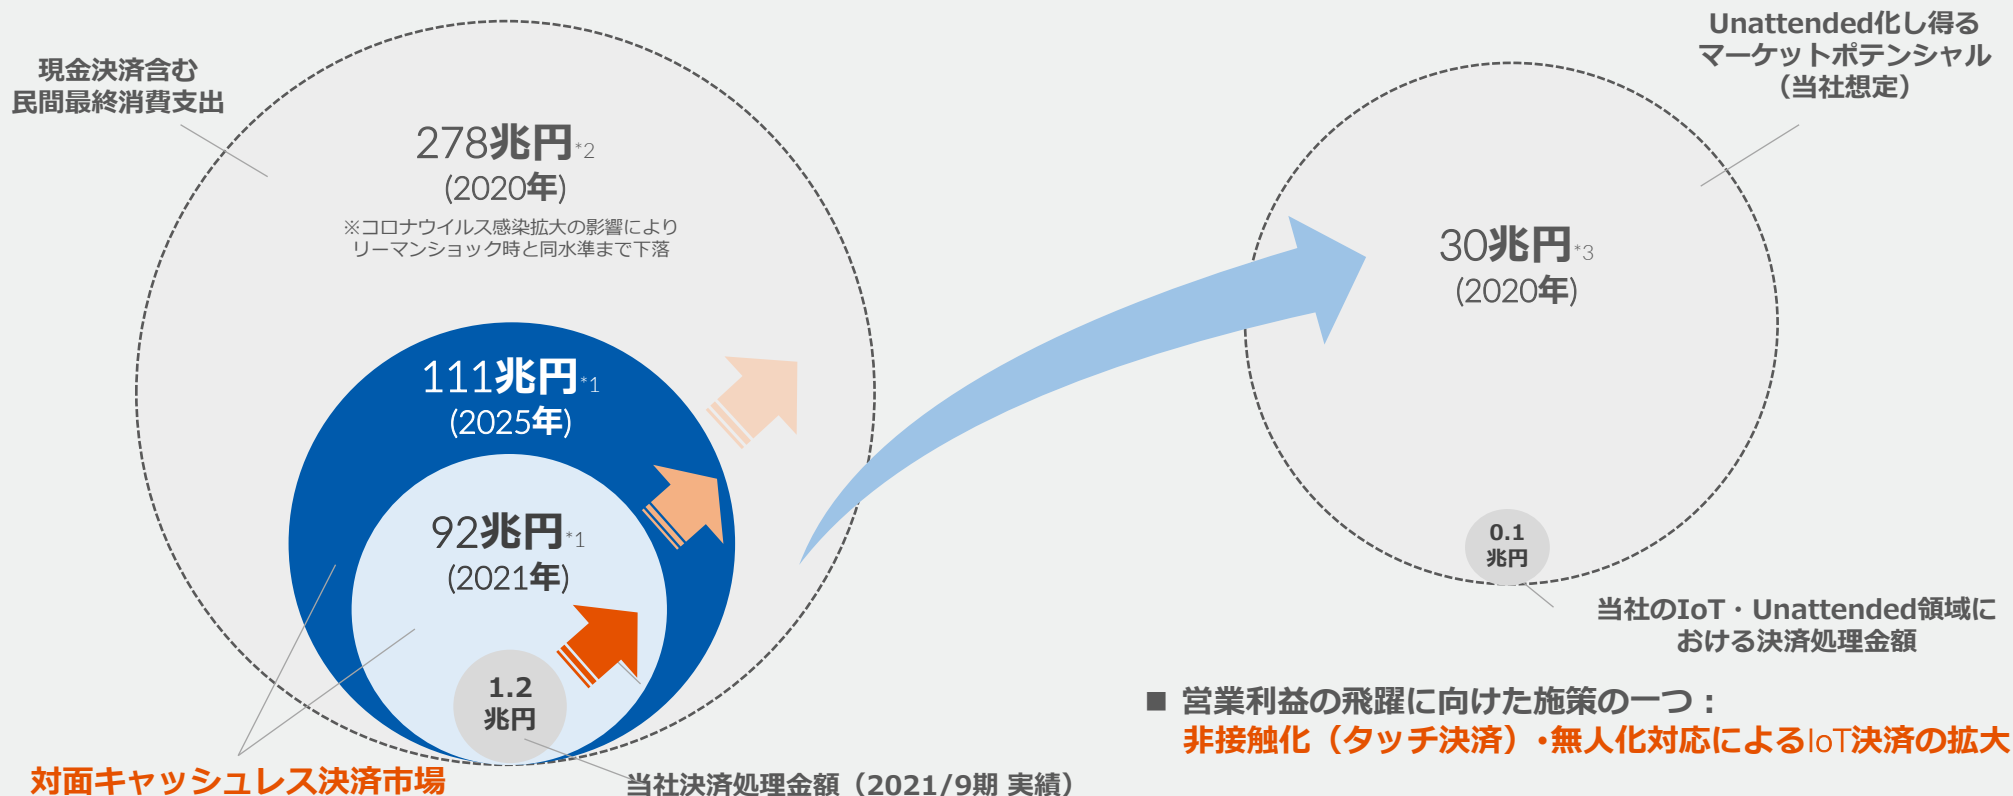 現金決済含む
民間最終消費支出
278兆円*2
(2020年)
※コロナウイルス感染拡大の影響により
リーマンショック時と同水準まで下落
111兆円*1
(2025年)
92兆円*1
(2021年)
1.2
兆円
対面キャッシュレス決済市場
当社決済処理金額（2021/9期 実績）
Unattended化し得る
マーケットポテンシャル
（当社想定）
30兆円*3
(2020年)
0.1
兆円
当社のIoT・Unattended領域に
おける決済処理金額
■ 営業利益の飛躍に向けた施策の一つ：
非接触化（タッチ決済）・無人化対応によるIoT決済の拡大